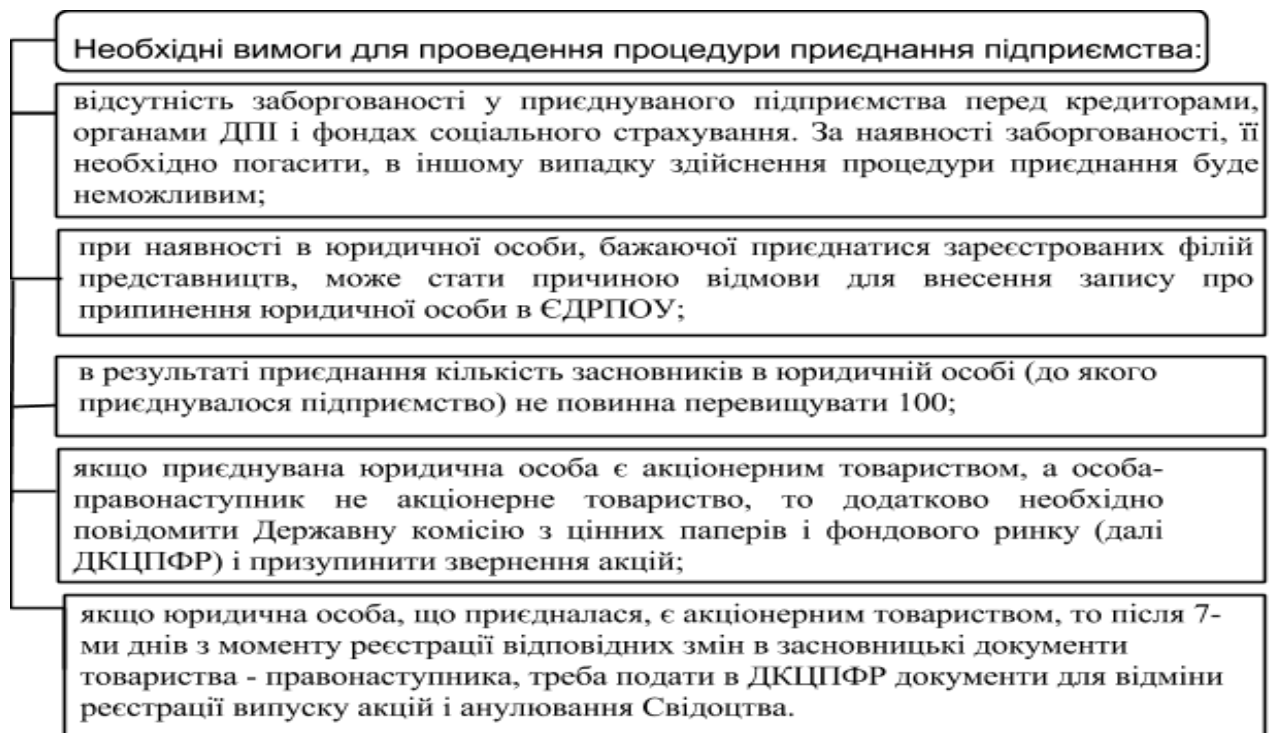 Необхідні вимоги для проведення процедури приєднання підприємства:
відсутність заборгованості у приєднуваного підприємства перед кредиторами,
органами ДПІ і фондах соціального страхування. За наявності заборгованості, її
необхідно погасити, в іншому випадку здійснення процедури приєднання буде
неможливим;
при наявності в юридичної особи, бажаючої приєднатися зареєстрованих філій
представництв, може стати причиною відмови для внесення запису про
припинення юридичної особи в ЄДРПОУ;
в результаті приєднання кількість засновників в юридичній особі (до якого
приєднувалося підприємство) не повинна перевищувати 100;
якщо приєднувана юридична особа є акціонерним товариством, а особа-
правонаступник не акціонерне товариство, то додатково необхідно
повідомити Державну комісію з цінних паперів і фондового ринку (далі
ДКЦПФР) і призупинити звернення акцій;
якщо юридична особа, що приєдналася, є акціонерним товариством, то після 7-
ми днів з моменту реєстрації відповідних змін в засновницькі документи
товариства - правонаступника, треба подати в ДКЦПФР документи для відміни
реєстрації випуску акцій і анулювання Свідоцтва.